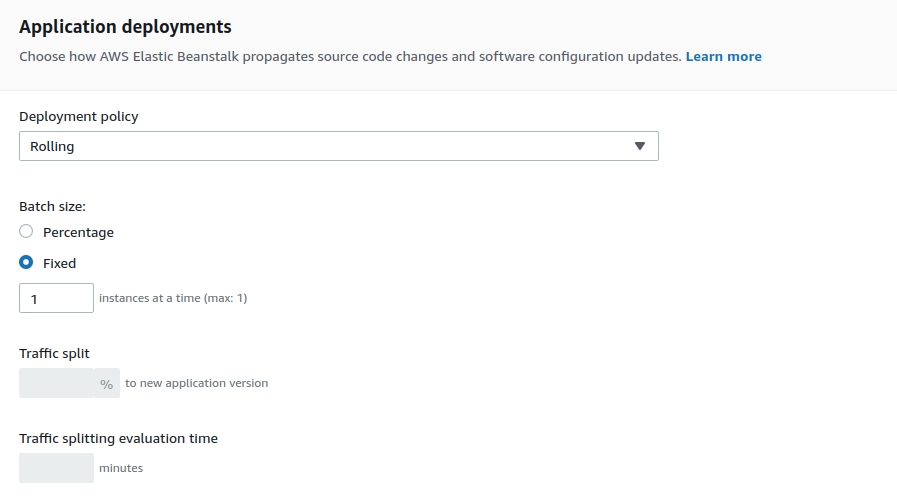 Application deployments
Choose how AWS Elastic Beanstalk propagates source code changes and software configuration updates. Learn more
Deployment policy
Rolling
Batch size:
Percentage
Fixed
1 instances at a time (max: 1)
Traffic split
% to new application version
Traffic splitting evaluation time
minutes